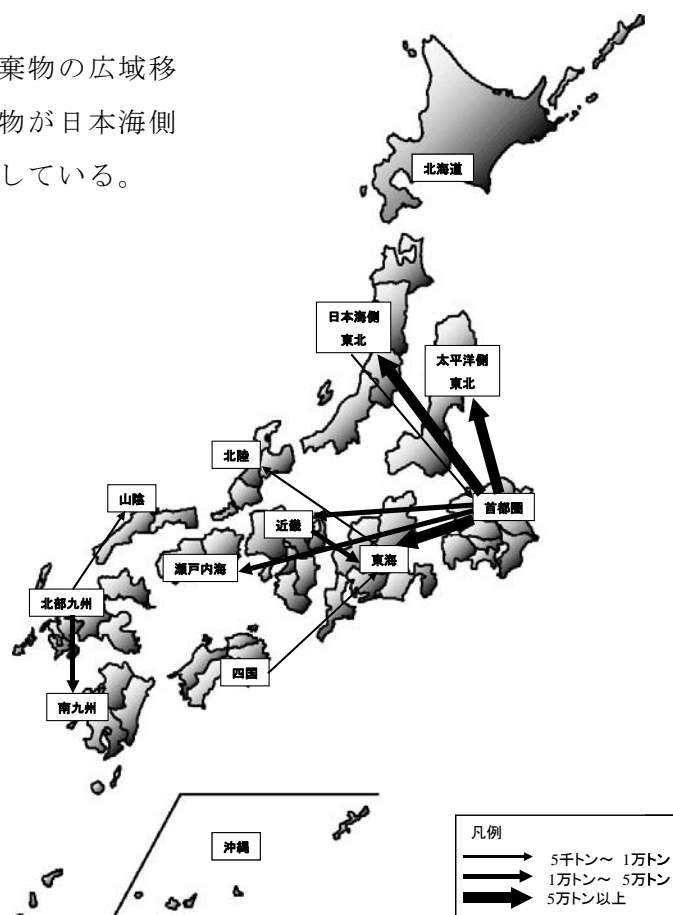 棄物の広域移
物が日本海側
している。
北海道
日本海側
東北
太平洋側
東北
北陸
山陰
首都圏
近畿
東海
瀬戸内海
北部九州
四国
南九州
沖縄
凡例
5千トン～ 1万トン
1万トン～ 5万トン
5万トン以上